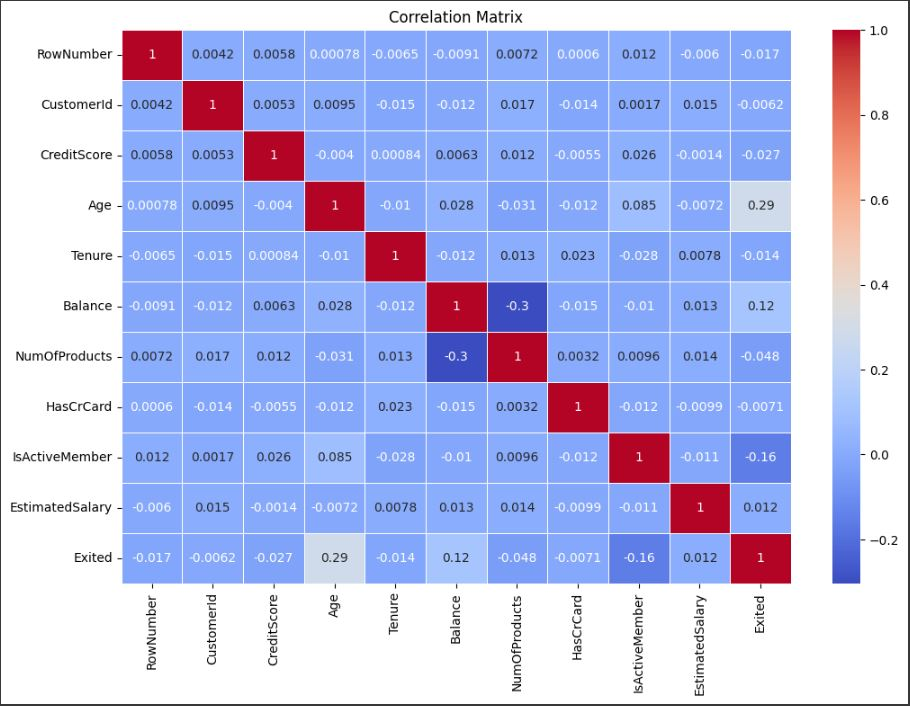 Correlation Matrix
RowNumber 1 0.0042 0.0058 0.00078 -0.0065 -0.0091 0.0072 0.0006 0.012 -0.006 -0.017
CustomerId 0.0042 1 0.0053 0.0095 -0.015 -0.012 0.017 -0.014 0.0017 0.015 -0.0062
CreditScore 0.0058 0.0053 1 -0.004 0.00084 0.0063 0.012 -0.0055 0.026 -0.0014 -0.027
Age 0.00078 0.0095 -0.004 1 -0.01 0.028 -0.031 -0.012 0.085 -0.0072 0.29
Tenure -0.0065 -0.015 0.00084 -0.01 1 -0.012 0.013 0.023 -0.028 0.0078 -0.014
Balance -0.0091 -0.012 0.0063 0.028 -0.012 1 -0.3 -0.015 -0.01 0.013 0.12
NumOfProducts 0.0072 0.017 0.012 -0.031 0.013 -0.3 1 0.0032 0.0096 0.014 -0.048
HasCrCard 0.0006 -0.014 -0.0055 -0.012 0.023 -0.015 0.0032 1 -0.012 -0.0099 -0.0071
IsActiveMember 0.012 0.0017 0.026 0.085 -0.028 -0.01 0.0096 -0.012 1 -0.011 -0.16
EstimatedSalary -0.006 0.015 -0.0014 -0.0072 0.0078 0.013 0.014 -0.0099 -0.011 1 0.012
Exited -0.017 -0.0062 -0.027 0.29 -0.014 0.12 -0.048 -0.0071 -0.16 0.012 1
RowNumber
CustomerId
CreditScore
Age
Tenure
Balance
NumOfProducts
HasCrCard
IsActiveMember
EstimatedSalary
Exited
1.0
0.8
0.6
0.4
0.2
0.0
−0.2